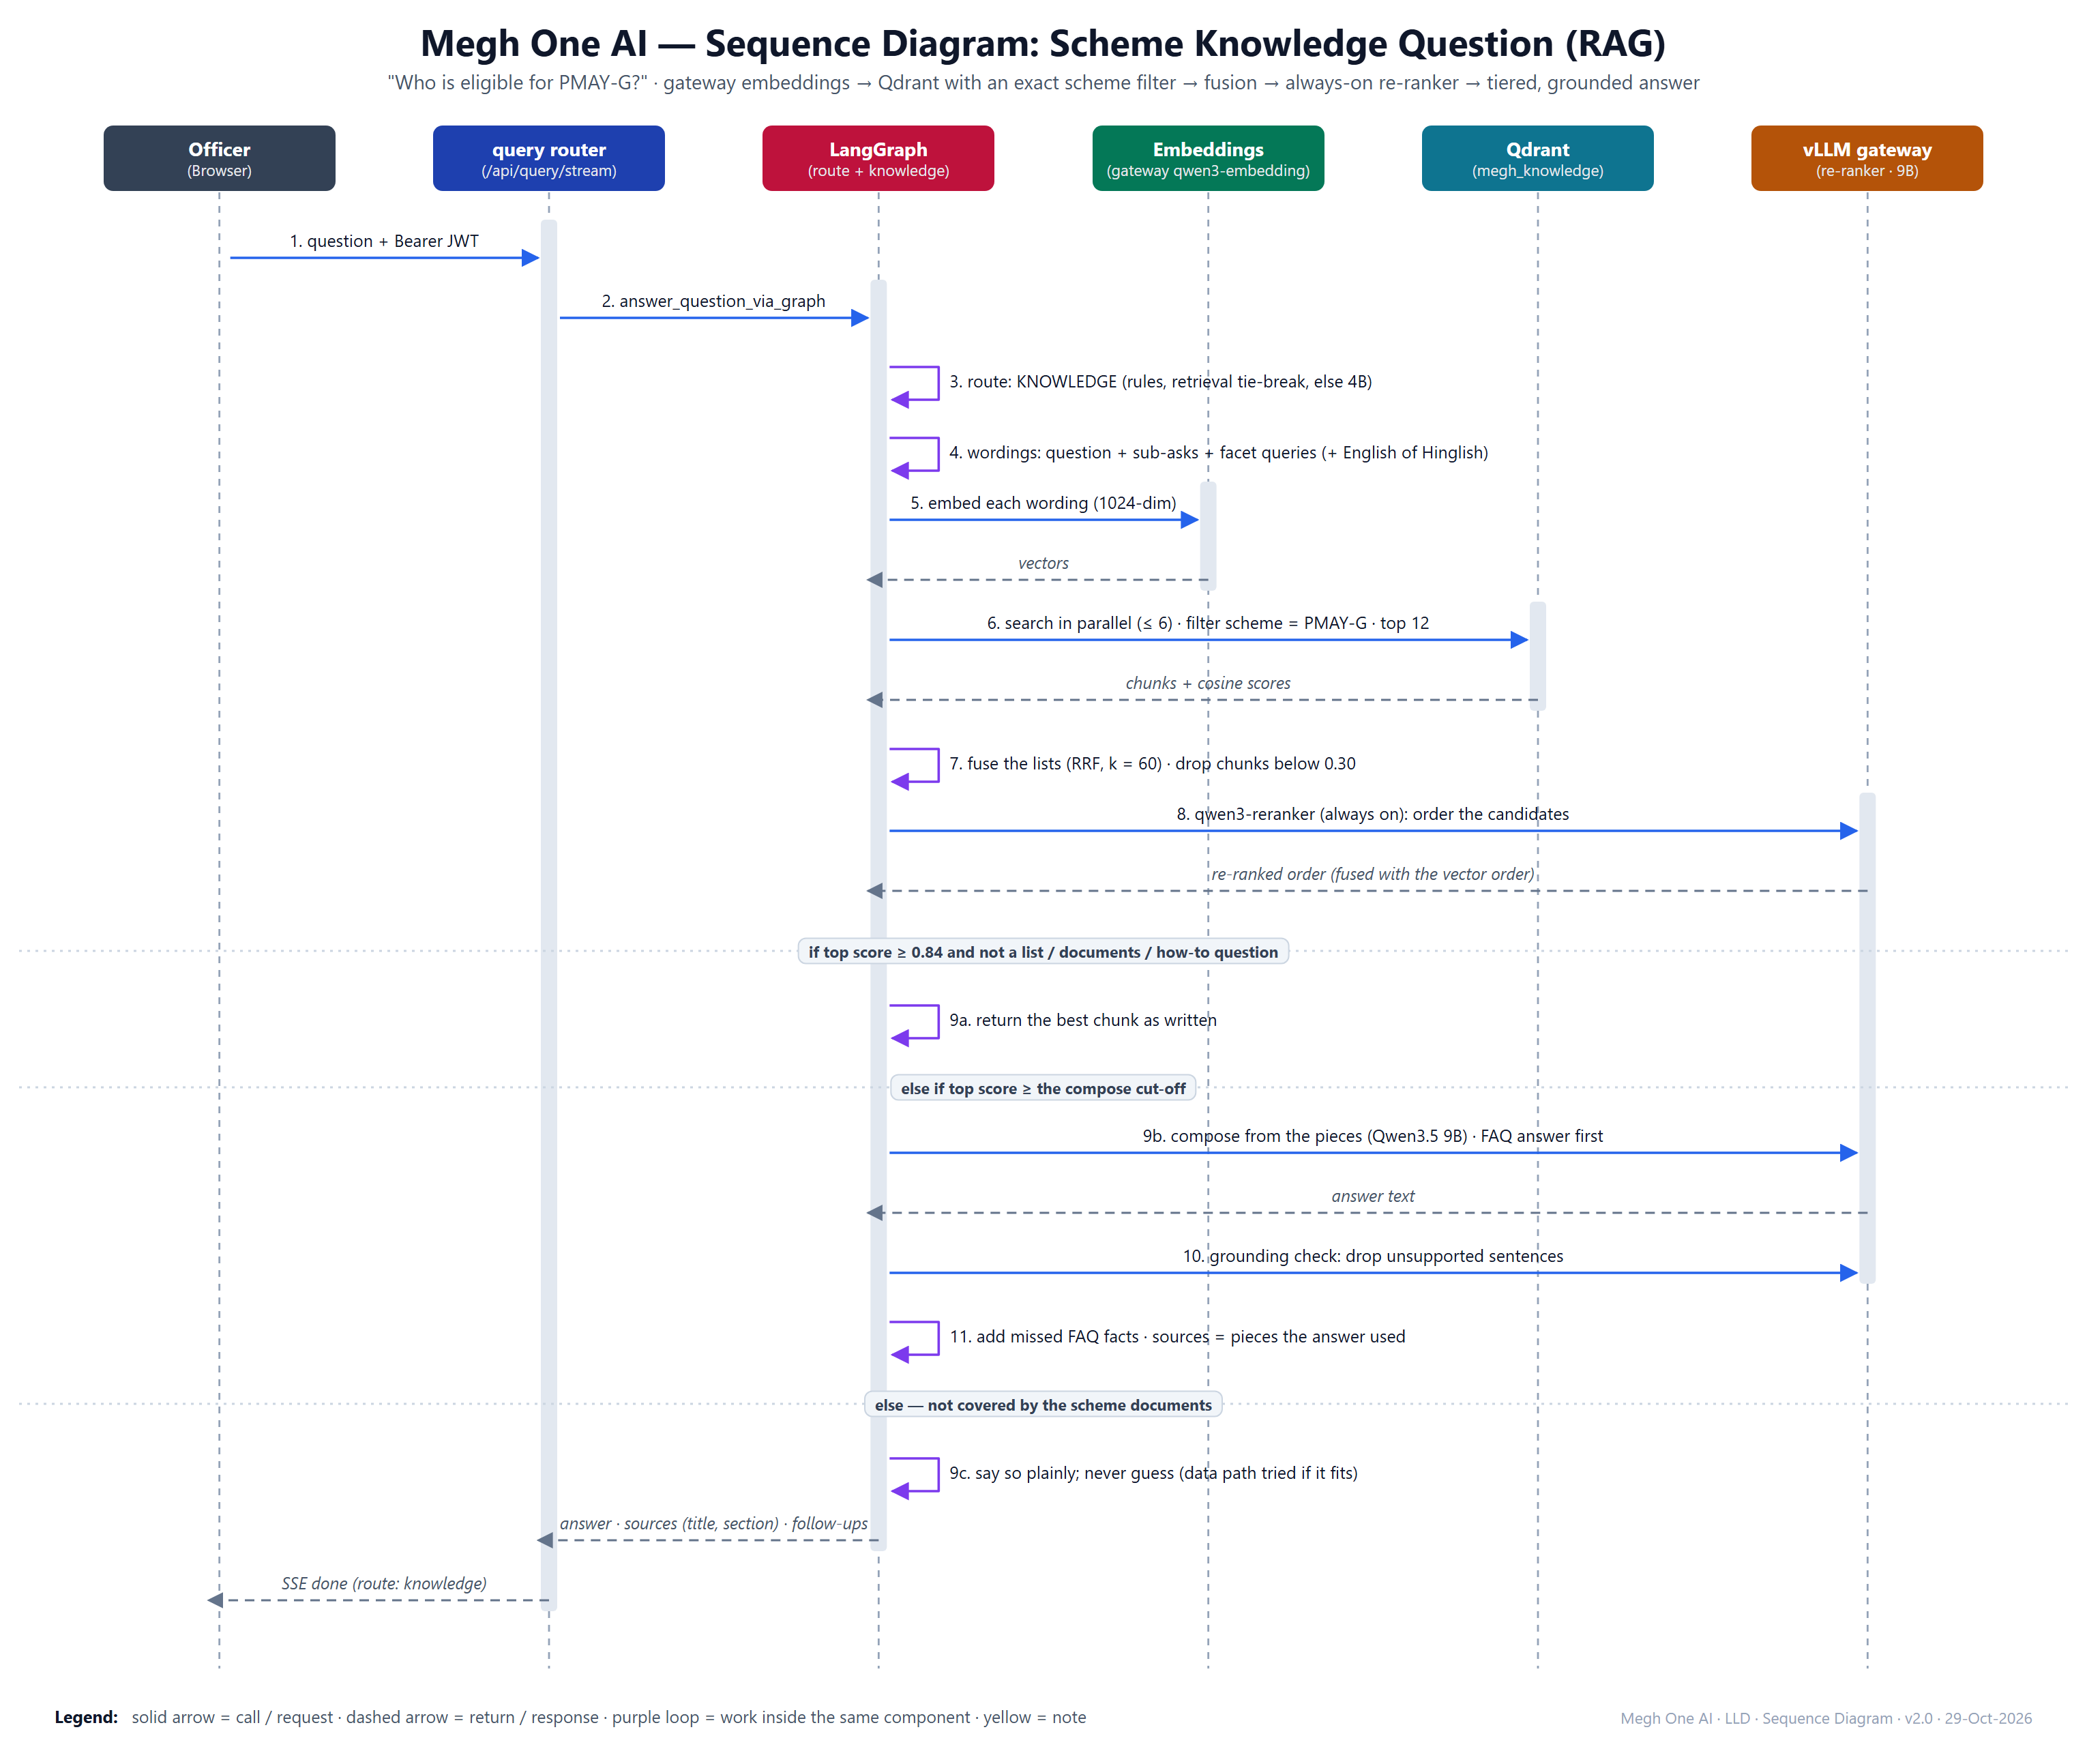 Megh One AI — Sequence Diagram: Scheme Knowledge Question (RAG)
"Who is eligible for PMAY-G?" · gateway embeddings → Qdrant with an exact scheme filter → fusion → always-on re-ranker → tiered, grounded answer
Officer
(Browser)
query router
(/api/query/stream)
LangGraph
(route + knowledge)
Embeddings
(gateway qwen3-embedding)
Qdrant
(megh_knowledge)
vLLM gateway
(re-ranker · 9B)
1. question + Bearer JWT
2. answer_question_via_graph
3. route: KNOWLEDGE (rules, retrieval tie-break, else 4B)
4. wordings: question + sub-asks + facet queries (+ English of Hinglish)
5. embed each wording (1024-dim)
vectors
6. search in parallel (≤ 6) · filter scheme = PMAY-G · top 12
chunks + cosine scores
7. fuse the lists (RRF, k = 60) · drop chunks below 0.30
8. qwen3-reranker (always on): order the candidates
re-ranked order (fused with the vector order)
if top score ≥ 0.84 and not a list / documents / how-to question
9a. return the best chunk as written
else if top score ≥ the compose cut-off
9b. compose from the pieces (Qwen3.5 9B) · FAQ answer first
answer text
10. grounding check: drop unsupported sentences
11. add missed FAQ facts · sources = pieces the answer used
else — not covered by the scheme documents
9c. say so plainly; never guess (data path tried if it fits)
answer · sources (title, section) · follow-ups
SSE done (route: knowledge)
Legend: solid arrow = call / request · dashed arrow = return / response · purple loop = work inside the same component · yellow = note
Megh One AI · LLD · Sequence Diagram · v2.0 · 29-Oct-2026